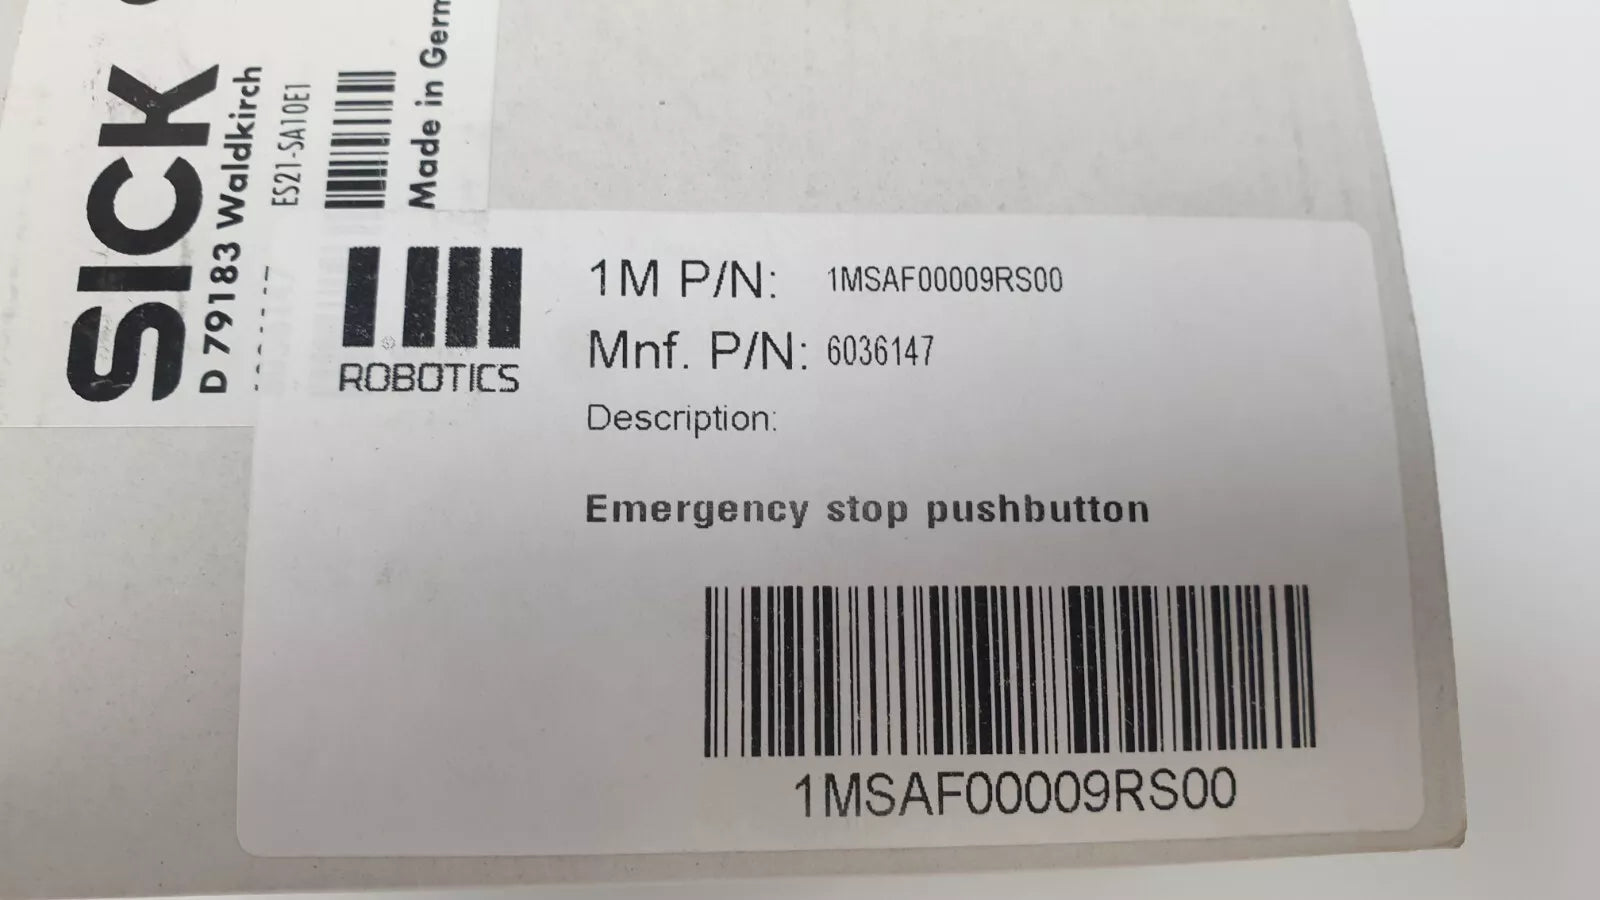 SICK
D 79183 Waldkirch
ES21-SA10E1
Made in Germ
ROBOTICS
1M P/N: 1MSAF00009RS00
Mnf. P/N: 6036147
Description:
Emergency stop pushbutton
1MSAF00009RS00